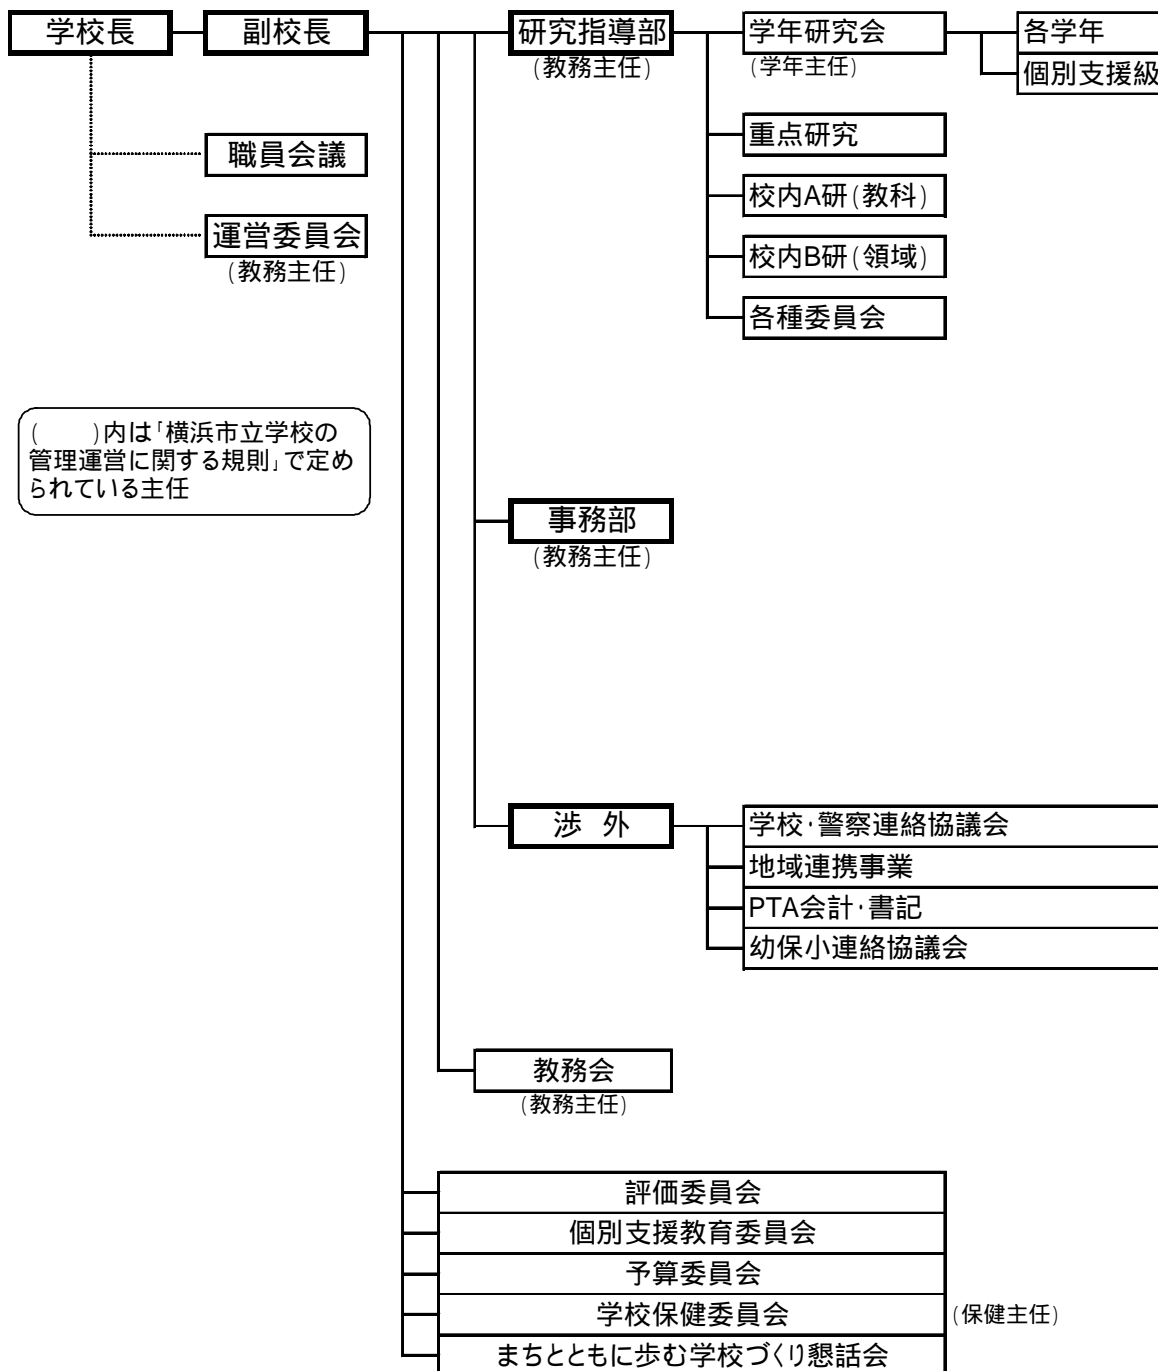 学校長
副校長
研究指導部
(教務主任)
学年研究会
(学年主任)
各学年
個別支援級
職員会議
運営委員会
(教務主任)
重点研究
校内A研(教科)
校内B研(領域)
各種委員会
(　　)内は「横浜市立学校の
管理運営に関する規則」で定め
られている主任
事務部
(教務主任)
渉 外
学校・警察連絡協議会
地域連携事業
PTA会計・書記
幼保小連絡協議会
教務会
(教務主任)
評価委員会
個別支援教育委員会
予算委員会
学校保健委員会
(保健主任)
まちとともに歩む学校づくり懇話会